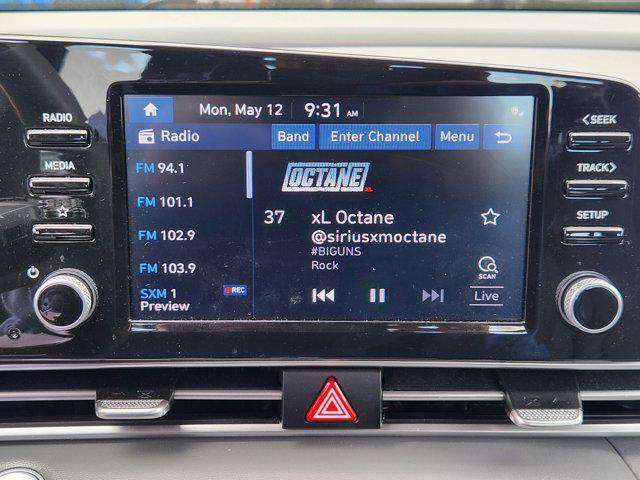 Mon, May 12 9:31 AM
RADIO
MEDIA
< SEEK
TRACK >
SETUP
Radio
Band
Enter Channel
Menu
FM 94.1
FM 101.1
FM 102.9
FM 103.9
SXM 1
Preview
REC
OCTANE XL
37 xL Octane
@siriusxmoctane
#BIGUNS
Rock
SCAN
Live